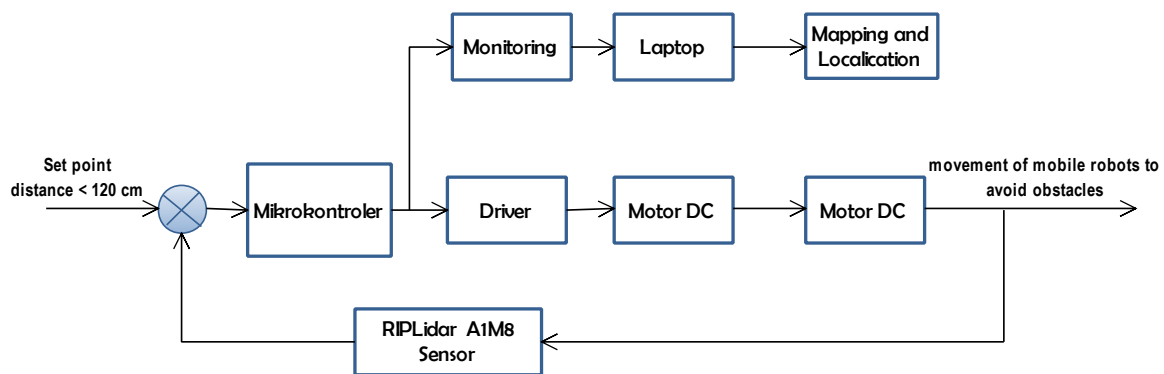 Monitoring
Laptop
Mapping and
Localication
Set point
distance < 120 cm
Mikrokontroler
Driver
Motor DC
Motor DC
movement of mobile robots to
avoid obstacles
RIPLidar A1M8
Sensor